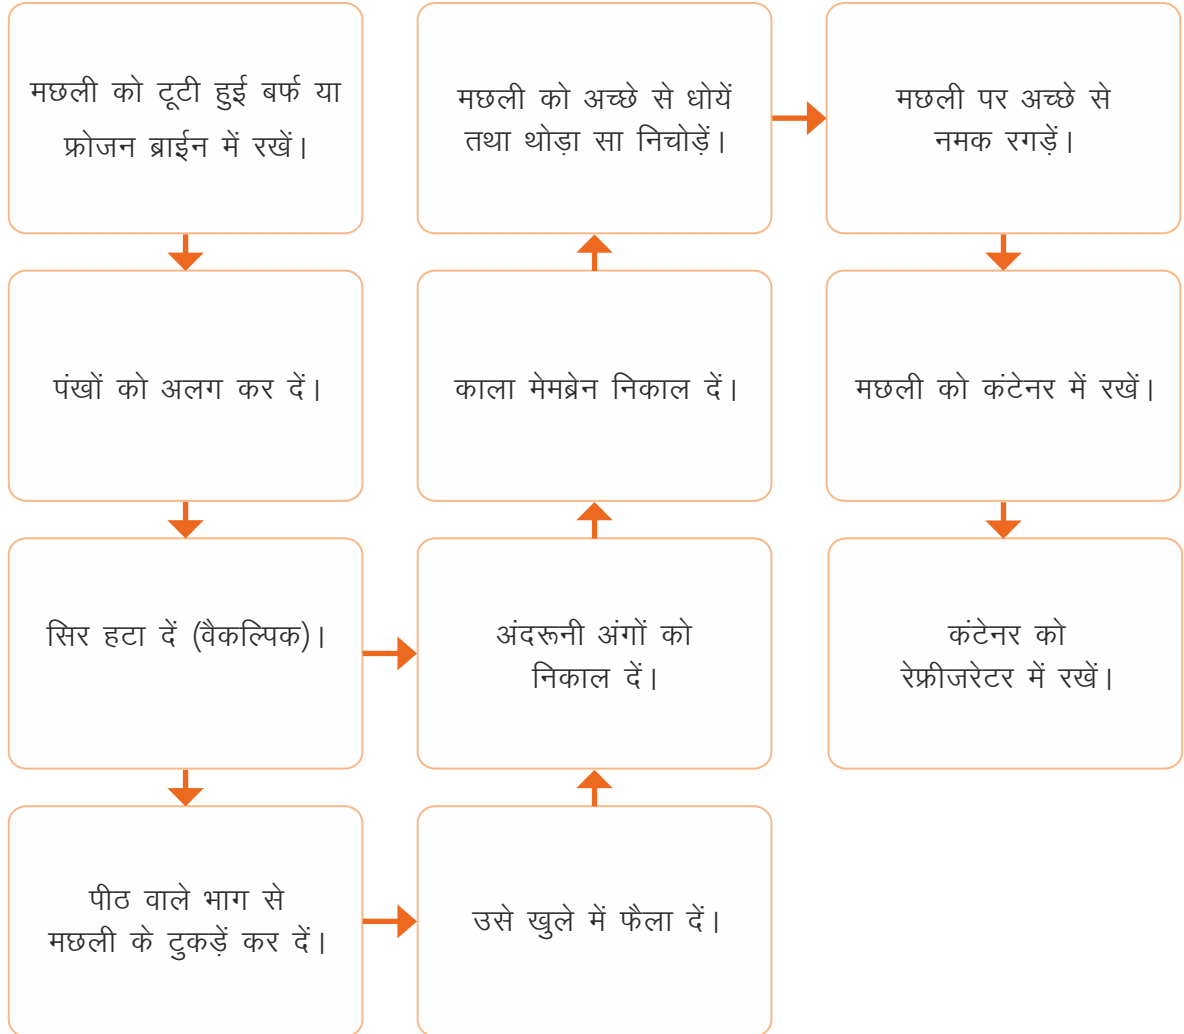 मछली को टूटी हुई बर्फ या
फ्रोजन ब्राईन में रखें।
पंखों को अलग कर दें।
सिर हटा दें (वैकल्पिक)।
पीठ वाले भाग से
मछली के टुकड़ें कर दें।
उसे खुले में फैला दें।
अंदरूनी अंगों को
निकाल दें।
काला मेमब्रेन निकाल दें।
मछली को अच्छे से धोयें
तथा थोड़ा सा निचोड़ें।
मछली पर अच्छे से
नमक रगड़ें।
मछली को कंटेनर में रखें।
कंटेनर को
रेफ्रीजरेटर में रखें।